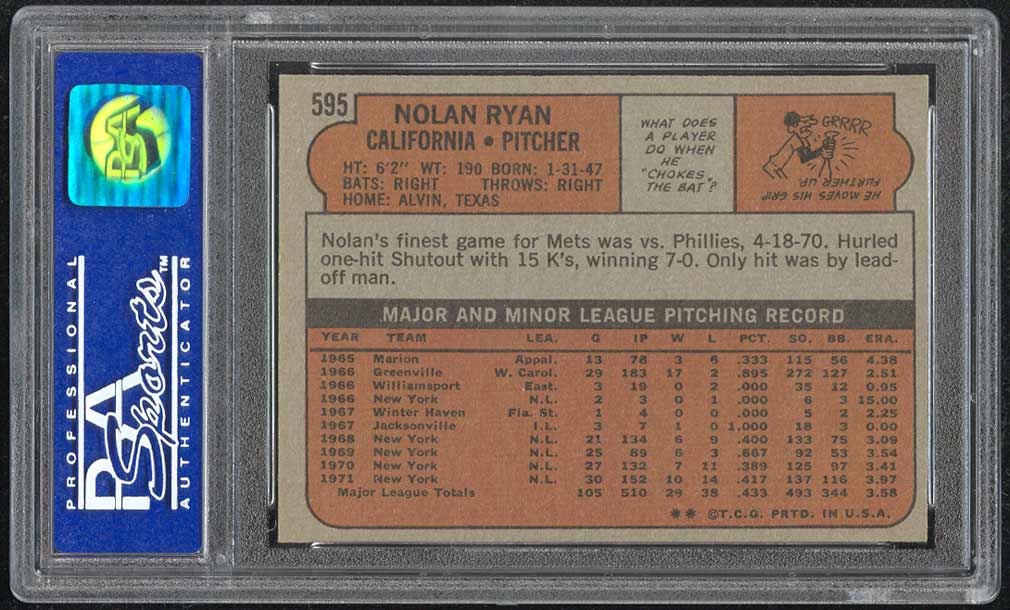 PSA
PROFESSIONAL
PSA
Sports™
AUTHENTICATOR
595
NOLAN RYAN
CALIFORNIA • PITCHER
HT: 6'2" WT: 190 BORN: 1-31-47
BATS: RIGHT THROWS: RIGHT
HOME: ALVIN, TEXAS
WHAT DOES
A PLAYER
DO WHEN
HE
"CHOKES"
THE BAT?
GRRRR
HE MOVES HIS GRIP
FURTHER UP.
Nolan's finest game for Mets was vs. Phillies, 4-18-70. Hurled
one-hit Shutout with 15 K's, winning 7-0. Only hit was by lead-
off man.
MAJOR AND MINOR LEAGUE PITCHING RECORD
YEAR TEAM LEA. G IP W L PCT. SO. BB. ERA.
1965 Marion Appal. 13 78 3 6 .333 115 56 4.38
1966 Greenville W. Carol. 29 183 17 2 .895 272 127 2.51
1966 Williamsport East. 3 19 0 2 .000 35 12 0.95
1966 New York N.L. 2 3 0 1 .000 6 3 15.00
1967 Winter Haven Fla. St. 1 4 0 0 .000 5 2 2.25
1967 Jacksonville I.L. 3 7 1 0 1.000 18 3 0.00
1968 New York N.L. 21 134 6 9 .400 133 75 3.09
1969 New York N.L. 25 89 6 3 .667 92 53 3.54
1970 New York N.L. 27 132 7 11 .389 125 97 3.41
1971 New York N.L. 30 152 10 14 .417 137 116 3.97
Major League Totals 105 510 29 38 .433 493 344 3.58
** ©T.C.G. PRTD. IN U.S.A.